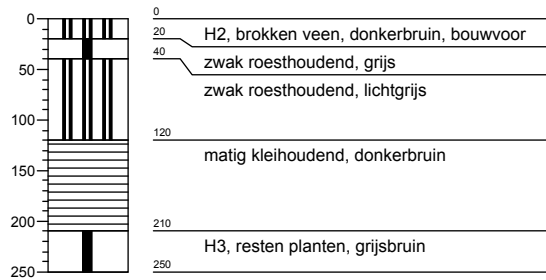 0
0
20
H2, brokken veen, donkerbruin, bouwvoor
40
zwak roesthoudend, grijs
50
zwak roesthoudend, lichtgrijs
100
120
matig kleihoudend, donkerbruin
150
200
210
H3, resten planten, grijsbruin
250
250